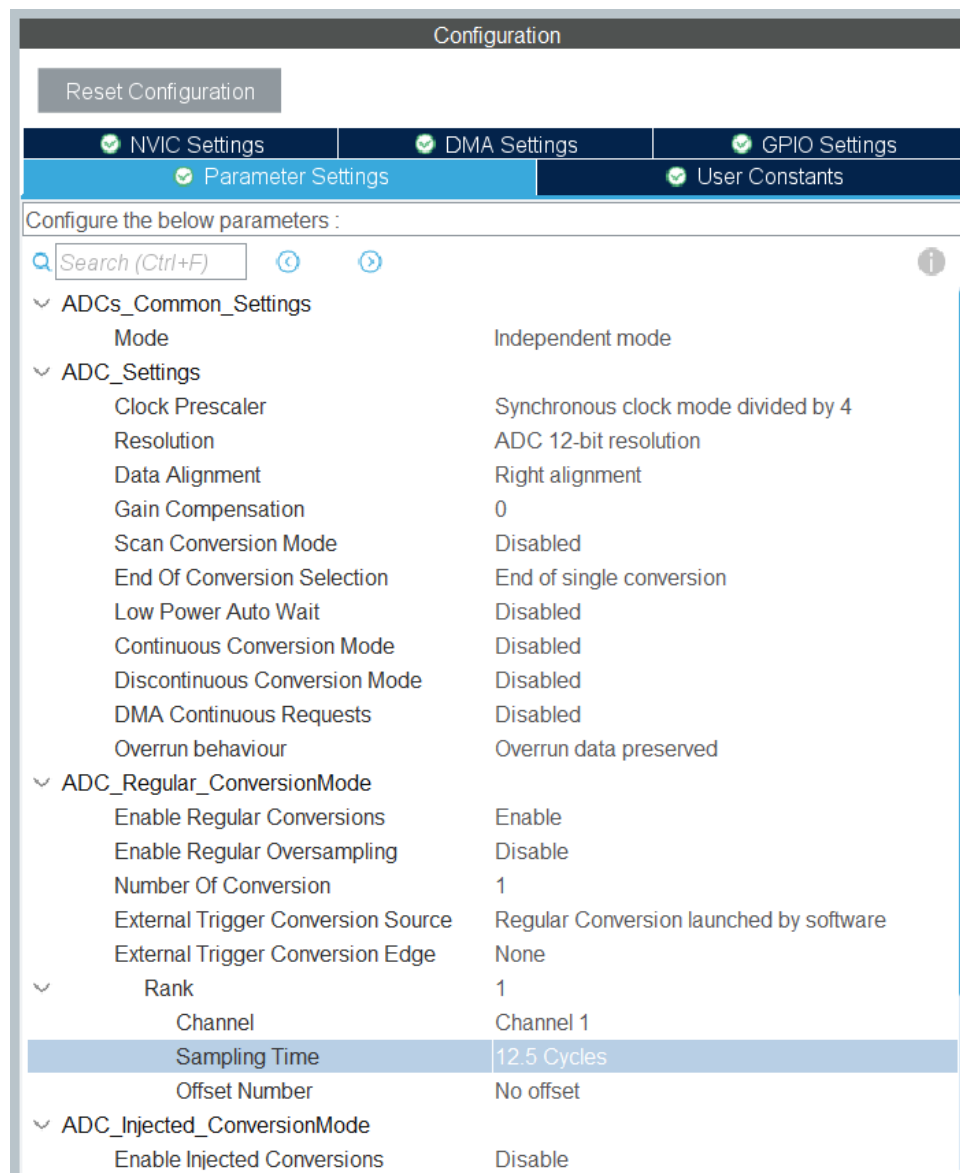 Configuration
Reset Configuration
NVIC Settings DMA Settings GPIO Settings
Parameter Settings User Constants
Configure the below parameters :
Search (Ctrl+F)
ADCs_Common_Settings
Mode Independent mode
ADC_Settings
Clock Prescaler Synchronous clock mode divided by 4
Resolution ADC 12-bit resolution
Data Alignment Right alignment
Gain Compensation 0
Scan Conversion Mode Disabled
End Of Conversion Selection End of single conversion
Low Power Auto Wait Disabled
Continuous Conversion Mode Disabled
Discontinuous Conversion Mode Disabled
DMA Continuous Requests Disabled
Overrun behaviour Overrun data preserved
ADC_Regular_ConversionMode
Enable Regular Conversions Enable
Enable Regular Oversampling Disable
Number Of Conversion 1
External Trigger Conversion Source Regular Conversion launched by software
External Trigger Conversion Edge None
Rank 1
Channel Channel 1
Sampling Time 12.5 Cycles
Offset Number No offset
ADC_Injected_ConversionMode
Enable Injected Conversions Disable